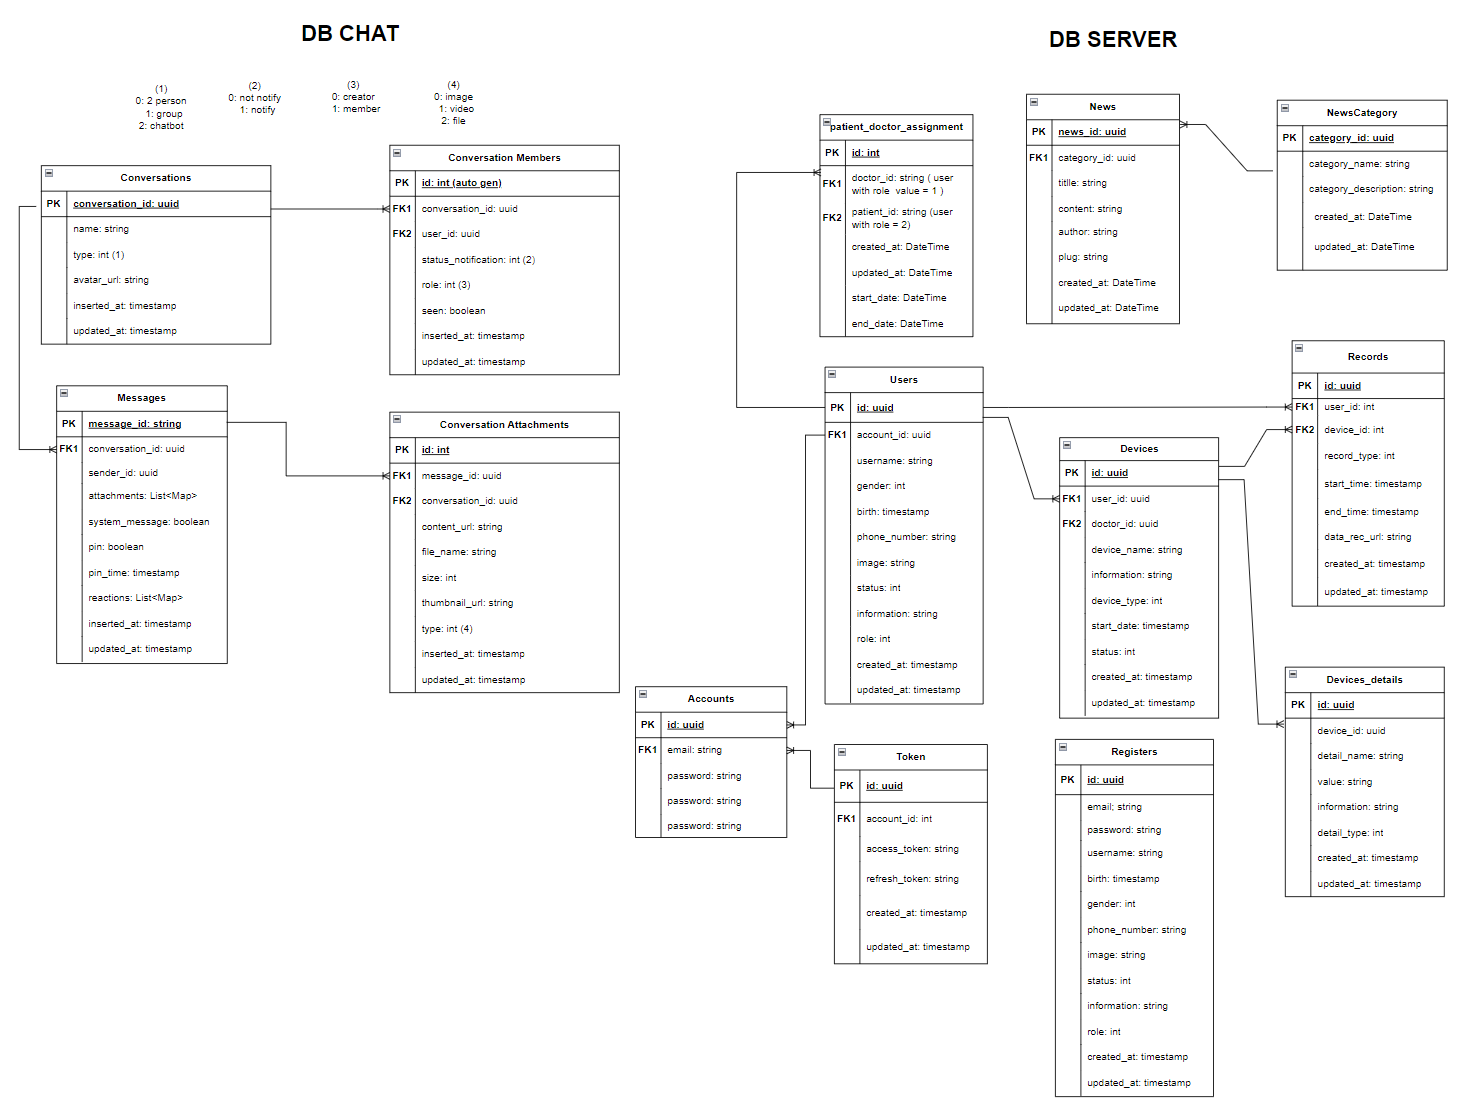 DB CHAT
(1)
0: 2 person
1: group
2: chatbot
(2)
0: not notify
1: notify
(3)
0: creator
1: member
(4)
0: image
1: video
2: file
Conversations
PK conversation_id: uuid
name: string
type: int (1)
avatar_url: string
inserted_at: timestamp
updated_at: timestamp
Conversation Members
PK id: int (auto gen)
FK1 conversation_id: uuid
FK2 user_id: uuid
status_notification: int (2)
role: int (3)
seen: boolean
inserted_at: timestamp
updated_at: timestamp
Messages
PK message_id: string
FK1 conversation_id: uuid
sender_id: uuid
attachments: List<Map>
system_message: boolean
pin: boolean
pin_time: timestamp
reactions: List<Map>
inserted_at: timestamp
updated_at: timestamp
Conversation Attachments
PK id: int
FK1 message_id: uuid
FK2 conversation_id: uuid
content_url: string
file_name: string
size: int
thumbnail_url: string
type: int (4)
inserted_at: timestamp
updated_at: timestamp
DB SERVER
patient_doctor_assignment
PK id: int
FK1 doctor_id: string ( user
with role value = 1 )
FK2 patient_id: string (user
with role = 2)
created_at: DateTime
updated_at: DateTime
start_date: DateTime
end_date: DateTime
News
PK news_id: uuid
FK1 category_id: uuid
titlle: string
content: string
author: string
plug: string
created_at: DateTime
updated_at: DateTime
NewsCategory
PK category_id: uuid
category_name: string
category_description: string
created_at: DateTime
updated_at: DateTime
Users
PK id: uuid
FK1 account_id: uuid
username: string
gender: int
birth: timestamp
phone_number: string
image: string
status: int
information: string
role: int
created_at: timestamp
updated_at: timestamp
Devices
PK id: uuid
FK1 user_id: uuid
FK2 doctor_id: uuid
device_name: string
information: string
device_type: int
start_date: timestamp
status: int
created_at: timestamp
updated_at: timestamp
Records
PK id: uuid
FK1 user_id: int
FK2 device_id: int
record_type: int
start_time: timestamp
end_time: timestamp
data_rec_url: string
created_at: timestamp
updated_at: timestamp
Accounts
PK id: uuid
FK1 email: string
password: string
password: string
password: string
Token
PK id: uuid
FK1 account_id: int
access_token: string
refresh_token: string
created_at: timestamp
updated_at: timestamp
Registers
PK id: uuid
email; string
password: string
username: string
birth: timestamp
gender: int
phone_number: string
image: string
status: int
information: string
role: int
created_at: timestamp
updated_at: timestamp
Devices_details
PK id: uuid
device_id: uuid
detail_name: string
value: string
information: string
detail_type: int
created_at: timestamp
updated_at: timestamp